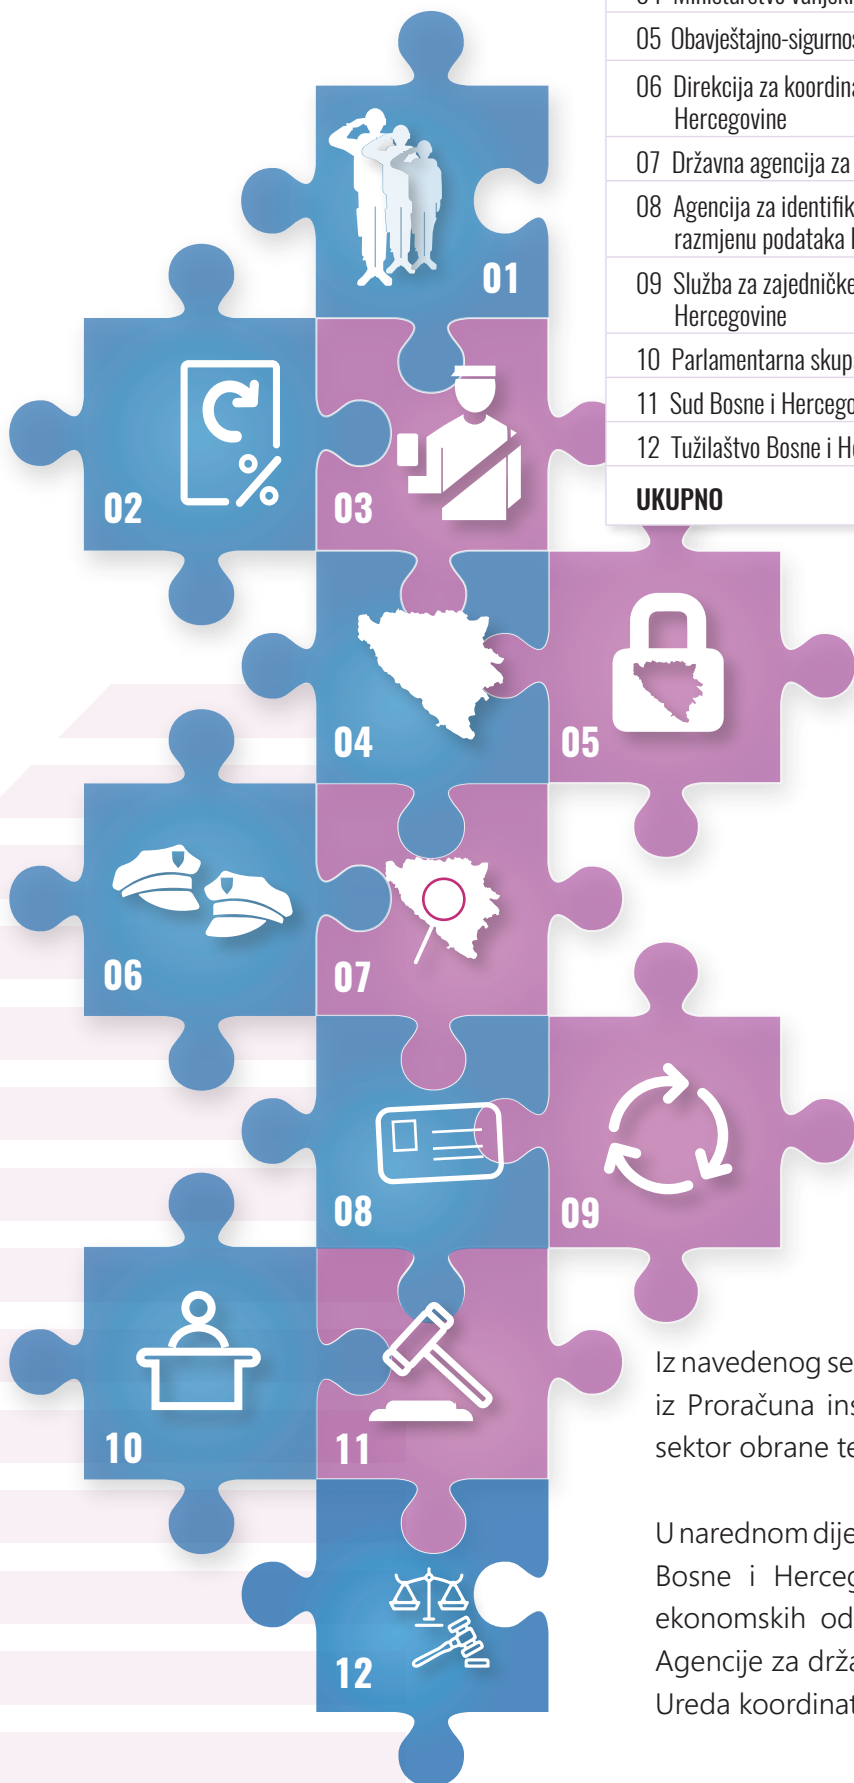 05 Obavještajno-sigurnos
06 Direkcija za koordina
Hercegovine
07 Državna agencija za
08 Agencija za identifik
razmjenu podataka
09 Služba za zajedničke
Hercegovine
10 Parlamentarna skup
11 Sud Bosne i Hercego
12 Tužilaštvo Bosne i He
UKUPNO
01
02
03
04
05
06
07
08
09
10
11
12
%
Iz navedenog se
iz Proračuna ins
sektor obrane te
U narednom dije
Bosne i Herceg
ekonomskih od
Agencije za drža
Ureda koordinat